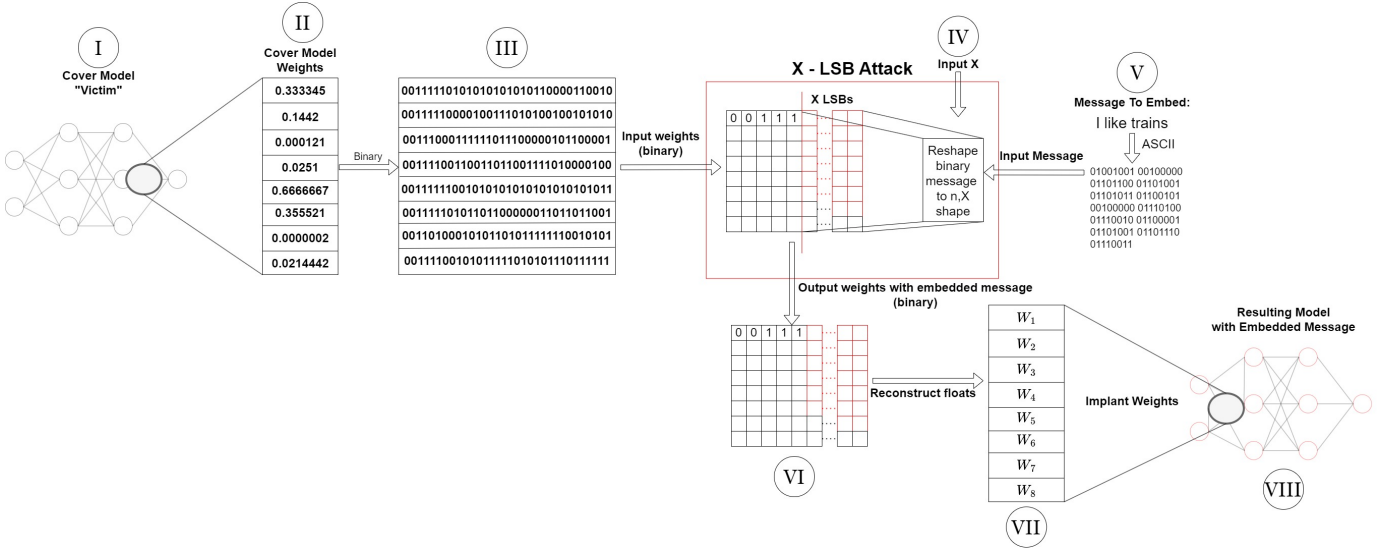 I
Cover Model
"Victim"
II
Cover Model
Weights
0.333345
0.1442
0.000121
0.0251
0.6666667
0.355521
0.0000002
0.0214442
Binary
III
00111110101010101010110000110010
00111110000100111010100100101010
00111000111111011100000101100001
00111100110011011001111010000100
00111111001010101010101010101011
00111110101101100000011011011001
00110100010101101011111110010101
00111100101011111010101110111111
Input weights
(binary)
X - LSB Attack
IV
Input X
X LSBs
0 0 1 1 1
Reshape
binary
message
to n,X
shape
Input Message
V
Message To Embed:
I like trains
ASCII
01001001 00100000
01101100 01101001
01101011 01100101
00100000 01110100
01110010 01100001
01101001 01101110
01110011
Output weights with embedded message
(binary)
0 0 1 1 1
VI
Reconstruct floats
W1
W2
W3
W4
W5
W6
W7
W8
VII
Implant Weights
Resulting Model
with Embedded Message
VIII